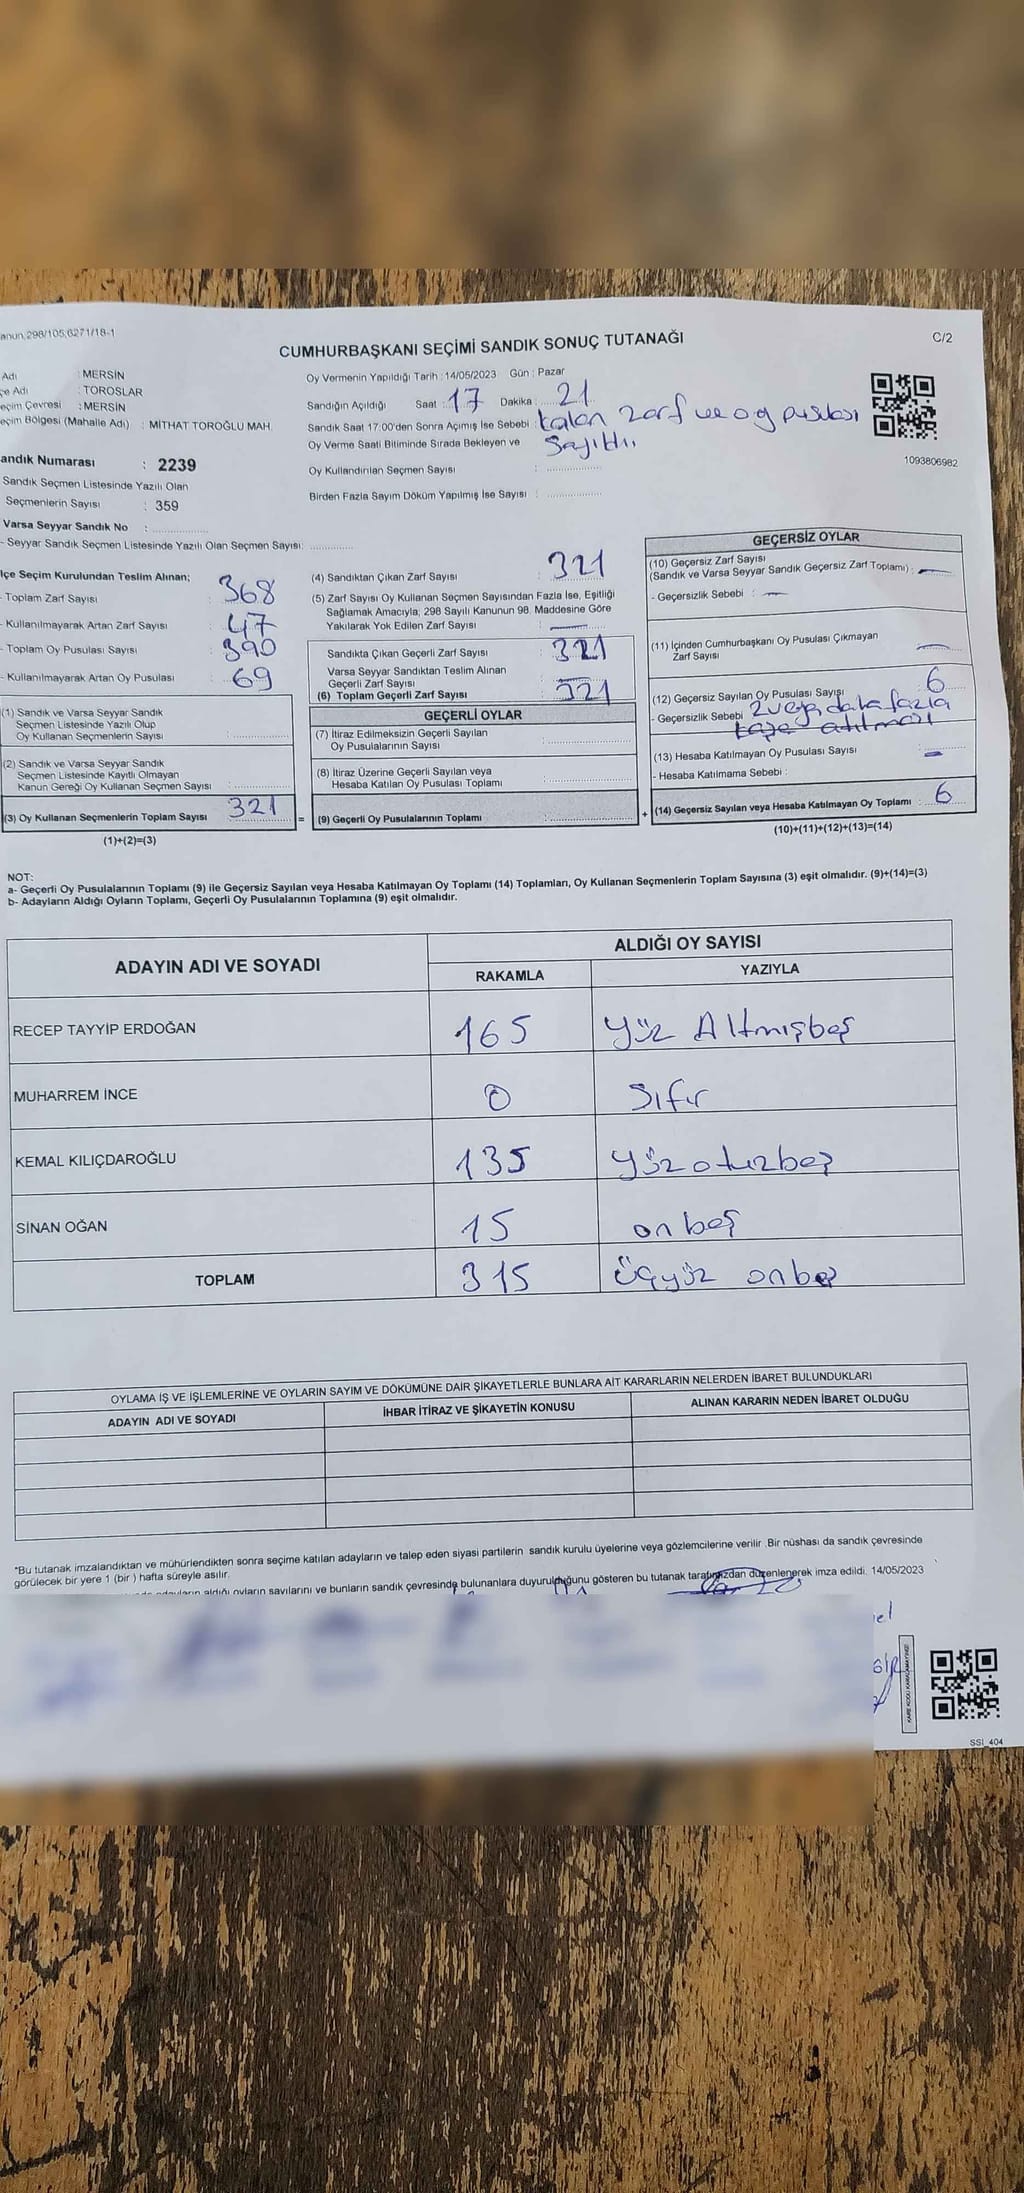 anun,298/105,6271/18-1
C/2
CUMHURBAŞKANI SEÇİMİ SANDIK SONUÇ TUTANAĞI
Adı : MERSİN
çe Adı : TOROSLAR
eçim Çevresi : MERSİN
eçim Bölgesi (Mahalle Adı) : MİTHAT TOROĞLU MAH.
andık Numarası : 2239
Sandık Seçmen Listesinde Yazılı Olan
Seçmenlerin Sayısı : 359
Varsa Seyyar Sandık No :
- Seyyar Sandık Seçmen Listesinde Yazılı Olan Seçmen Sayısı:
Oy Vermenin Yapıldığı Tarih : 14/05/2023 Gün : Pazar
Sandığın Açıldığı Saat : 17 Dakika : 21
Sandık Saat 17:00'den Sonra Açımış İse Sebebi : kalan zarf ve oy pusulası
Oy Verme Saati Bitiminde Sırada Bekleyen ve sayıldı
Oy Kullandırılan Seçmen Sayısı :
Birden Fazla Sayım Döküm Yapılmış İse Sayısı :
1093806982
lçe Seçim Kurulundan Teslim Alınan;
- Toplam Zarf Sayısı : 368
- Kullanılmayarak Artan Zarf Sayısı : 47
- Toplam Oy Pusulası Sayısı : 390
- Kullanılmayarak Artan Oy Pusulası : 69
(1) Sandık ve Varsa Seyyar Sandık
Seçmen Listesinde Yazılı Olup
Oy Kullanan Seçmenlerin Sayısı :
(2) Sandık ve Varsa Seyyar Sandık
Seçmen Listesinde Kayıtlı Olmayan
Kanun Gereği Oy Kullanan Seçmen Sayısı :
(3) Oy Kullanan Seçmenlerin Toplam Sayısı : 321
(1)+(2)=(3)
(4) Sandıktan Çıkan Zarf Sayısı : 321
(5) Zarf Sayısı Oy Kullanan Seçmen Sayısından Fazla İse, Eşitliği
Sağlamak Amacıyla; 298 Sayılı Kanunun 98. Maddesine Göre
Yakılarak Yok Edilen Zarf Sayısı : —
Sandıkta Çıkan Geçerli Zarf Sayısı : 321
Varsa Seyyar Sandıktan Teslim Alınan
Geçerli Zarf Sayısı : —
(6) Toplam Geçerli Zarf Sayısı : 321
GEÇERLİ OYLAR
(7) İtiraz Edilmeksizin Geçerli Sayılan
Oy Pusulalarının Sayısı :
(8) İtiraz Üzerine Geçerli Sayılan veya
Hesaba Katılan Oy Pusulası Toplamı :
= (9) Geçerli Oy Pusulalarının Toplamı :
GEÇERSİZ OYLAR
(10) Geçersiz Zarf Sayısı
(Sandık ve Varsa Seyyar Sandık Geçersiz Zarf Toplamı) : —
- Geçersizlik Sebebi : —
(11) İçinden Cumhurbaşkanı Oy Pusulası Çıkmayan
Zarf Sayısı : —
(12) Geçersiz Sayılan Oy Pusulası Sayısı : 6
- Geçersizlik Sebebi 2 veya daha fazla
kaşe atılması
(13) Hesaba Katılmayan Oy Pusulası Sayısı : —
- Hesaba Katılmama Sebebi :
+ (14) Geçersiz Sayılan veya Hesaba Katılmayan Oy Toplamı : 6
(10)+(11)+(12)+(13)=(14)
NOT:
a- Geçerli Oy Pusulalarının Toplamı (9) ile Geçersiz Sayılan veya Hesaba Katılmayan Oy Toplamı (14) Toplamları, Oy Kullanan Seçmenlerin Toplam Sayısına (3) eşit olmalıdır. (9)+(14)=(3)
b- Adayların Aldığı Oyların Toplamı, Geçerli Oy Pusulalarının Toplamına (9) eşit olmalıdır.
ADAYIN ADI VE SOYADI ALDIĞI OY SAYISI
RAKAMLA YAZIYLA
RECEP TAYYİP ERDOĞAN 165 yüz Altmışbeş
MUHARREM İNCE 0 Sıfır
KEMAL KILIÇDAROĞLU 135 yüzotuzbeş
SİNAN OĞAN 15 onbeş
TOPLAM 315 üçyüz onbeş
OYLAMA İŞ VE İŞLEMLERİNE VE OYLARIN SAYIM VE DÖKÜMÜNE DAİR ŞİKAYETLERLE BUNLARA AİT KARARLARIN NELERDEN İBARET BULUNDUKLARI
ADAYIN ADI VE SOYADI İHBAR İTİRAZ VE ŞİKAYETİN KONUSU ALINAN KARARIN NEDEN İBARET OLDUĞU
*Bu tutanak imzalandıktan ve mühürlendikten sonra seçime katılan adayların ve talep eden siyasi partilerin sandık kurulu üyelerine veya gözlemcilerine verilir .Bir nüshası da sandık çevresinde
görülecek bir yere 1 (bir ) hafta süreyle asılır.
adayların aldığı oyların sayılarını ve bunların sandık çevresinde bulunanlara duyurulduğunu gösteren bu tutanak tarafımızdan düzenlenerek imza edildi. 14/05/2023
KARE KODU KARALAMAYINIZ!
SSI_404